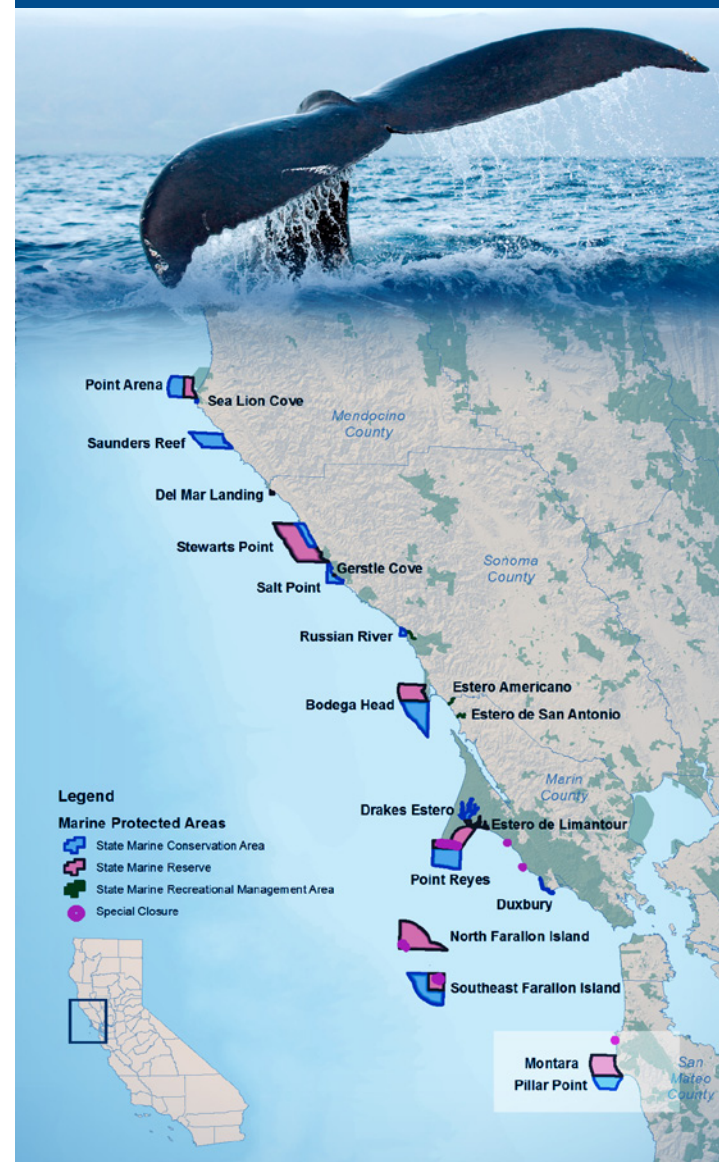 Point Arena
Sea Lion Cove
Mendocino
County
Saunders Reef
Del Mar Landing
Stewarts Point
Gerstle Cove
Sonoma
County
Salt Point
Russian River
Estero Americano
Bodega Head
Estero de San Antonio
Marin
County
Legend
Marine Protected Areas
State Marine Conservation Area
State Marine Reserve
State Marine Recreational Management Area
Special Closure
Drakes Estero
Estero de Limantour
Point Reyes
Duxbury
North Farallon Island
Southeast Farallon Island
Montara
Pillar Point
San
Mateo
County